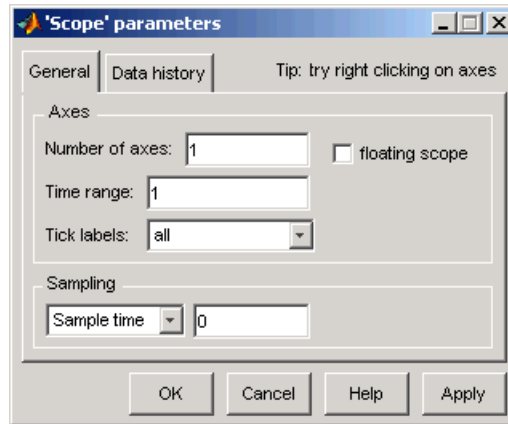 'Scope' parameters
General Data history Tip: try right clicking on axes
Axes
Number of axes: 1 floating scope
Time range: 1
Tick labels: all
Sampling
Sample time 0
OK Cancel Help Apply